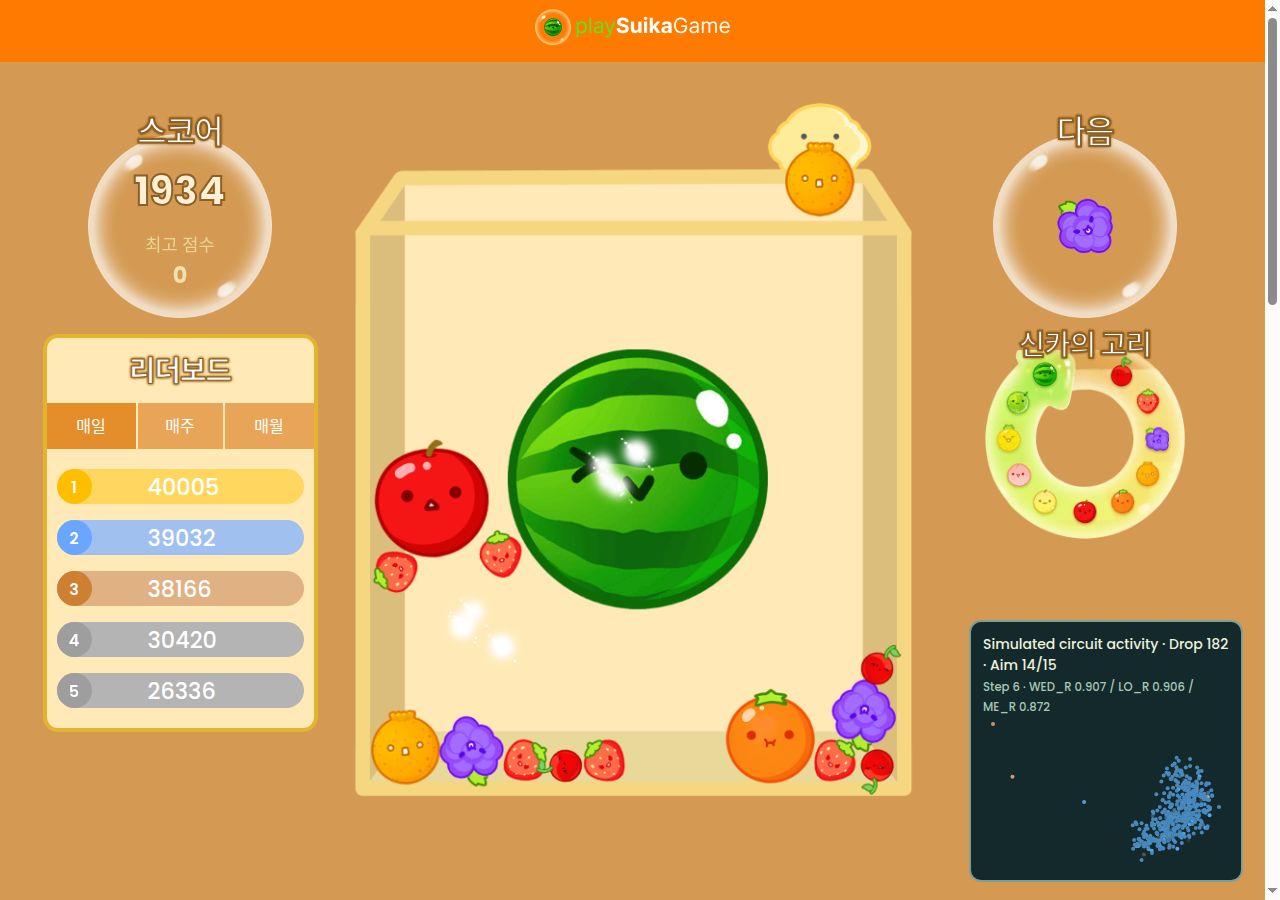 playSuikaGame
스코어
1934
최고 점수
0
다음
신카의 고리
리더보드
매일 매주 매월
1 40005
2 39032
3 38166
4 30420
5 26336
Simulated circuit activity · Drop 182
· Aim 14/15
Step 6 · WED_R 0.907 / LO_R 0.906 /
ME_R 0.872